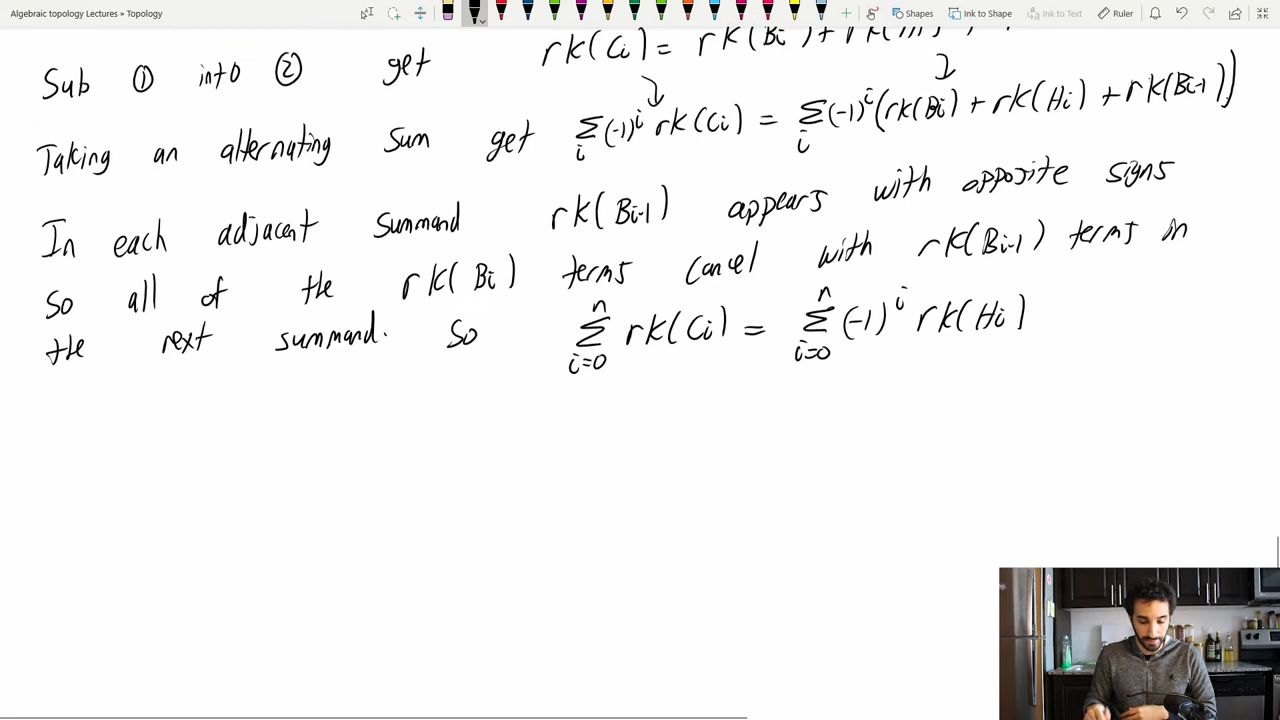 Algebraic topology Lectures » Topology
Shapes
Ink to Shape
Ink to Text
Ruler
Sub ① into ② get rk(Ci) = rk(Bi) +
Taking an alternating sum get Σi (-1)^i rk(Ci) = Σi (-1)^i (rk(Bi) + rk(Hi) + rk(Bi-1))
In each adjacent summand rk(Bi-1) appears with opposite signs
So all of the rk(Bi) terms cancel with rk(Bi-1) terms in
the next summand. So Σ_{i=0}^{n} rk(Ci) = Σ_{i=0}^{n} (-1)^i rk(Hi)